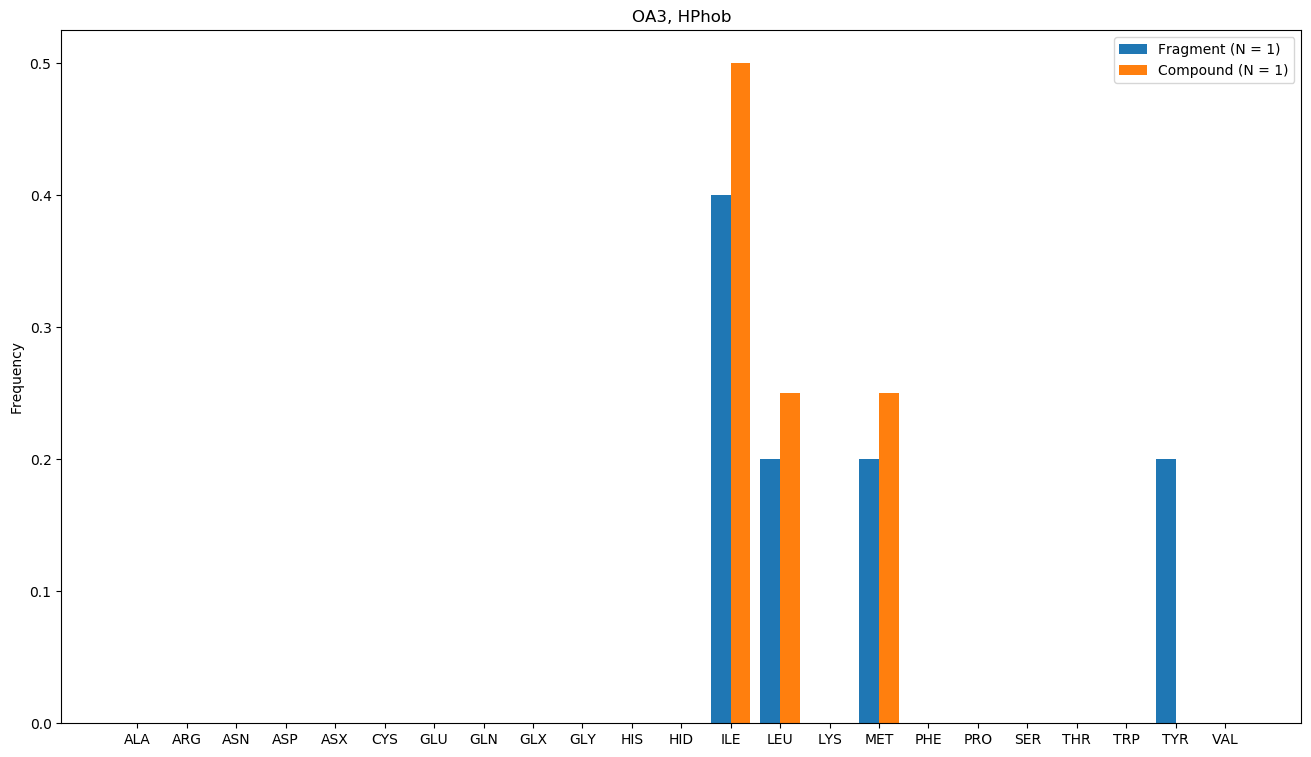 OA3, HPhob
Fragment (N = 1)
Compound (N = 1)
Frequency
0.5
0.4
0.3
0.2
0.1
0.0
ALA ARG ASN ASP ASX CYS GLU GLN GLX GLY HIS HID ILE LEU LYS MET PHE PRO SER THR TRP TYR VAL